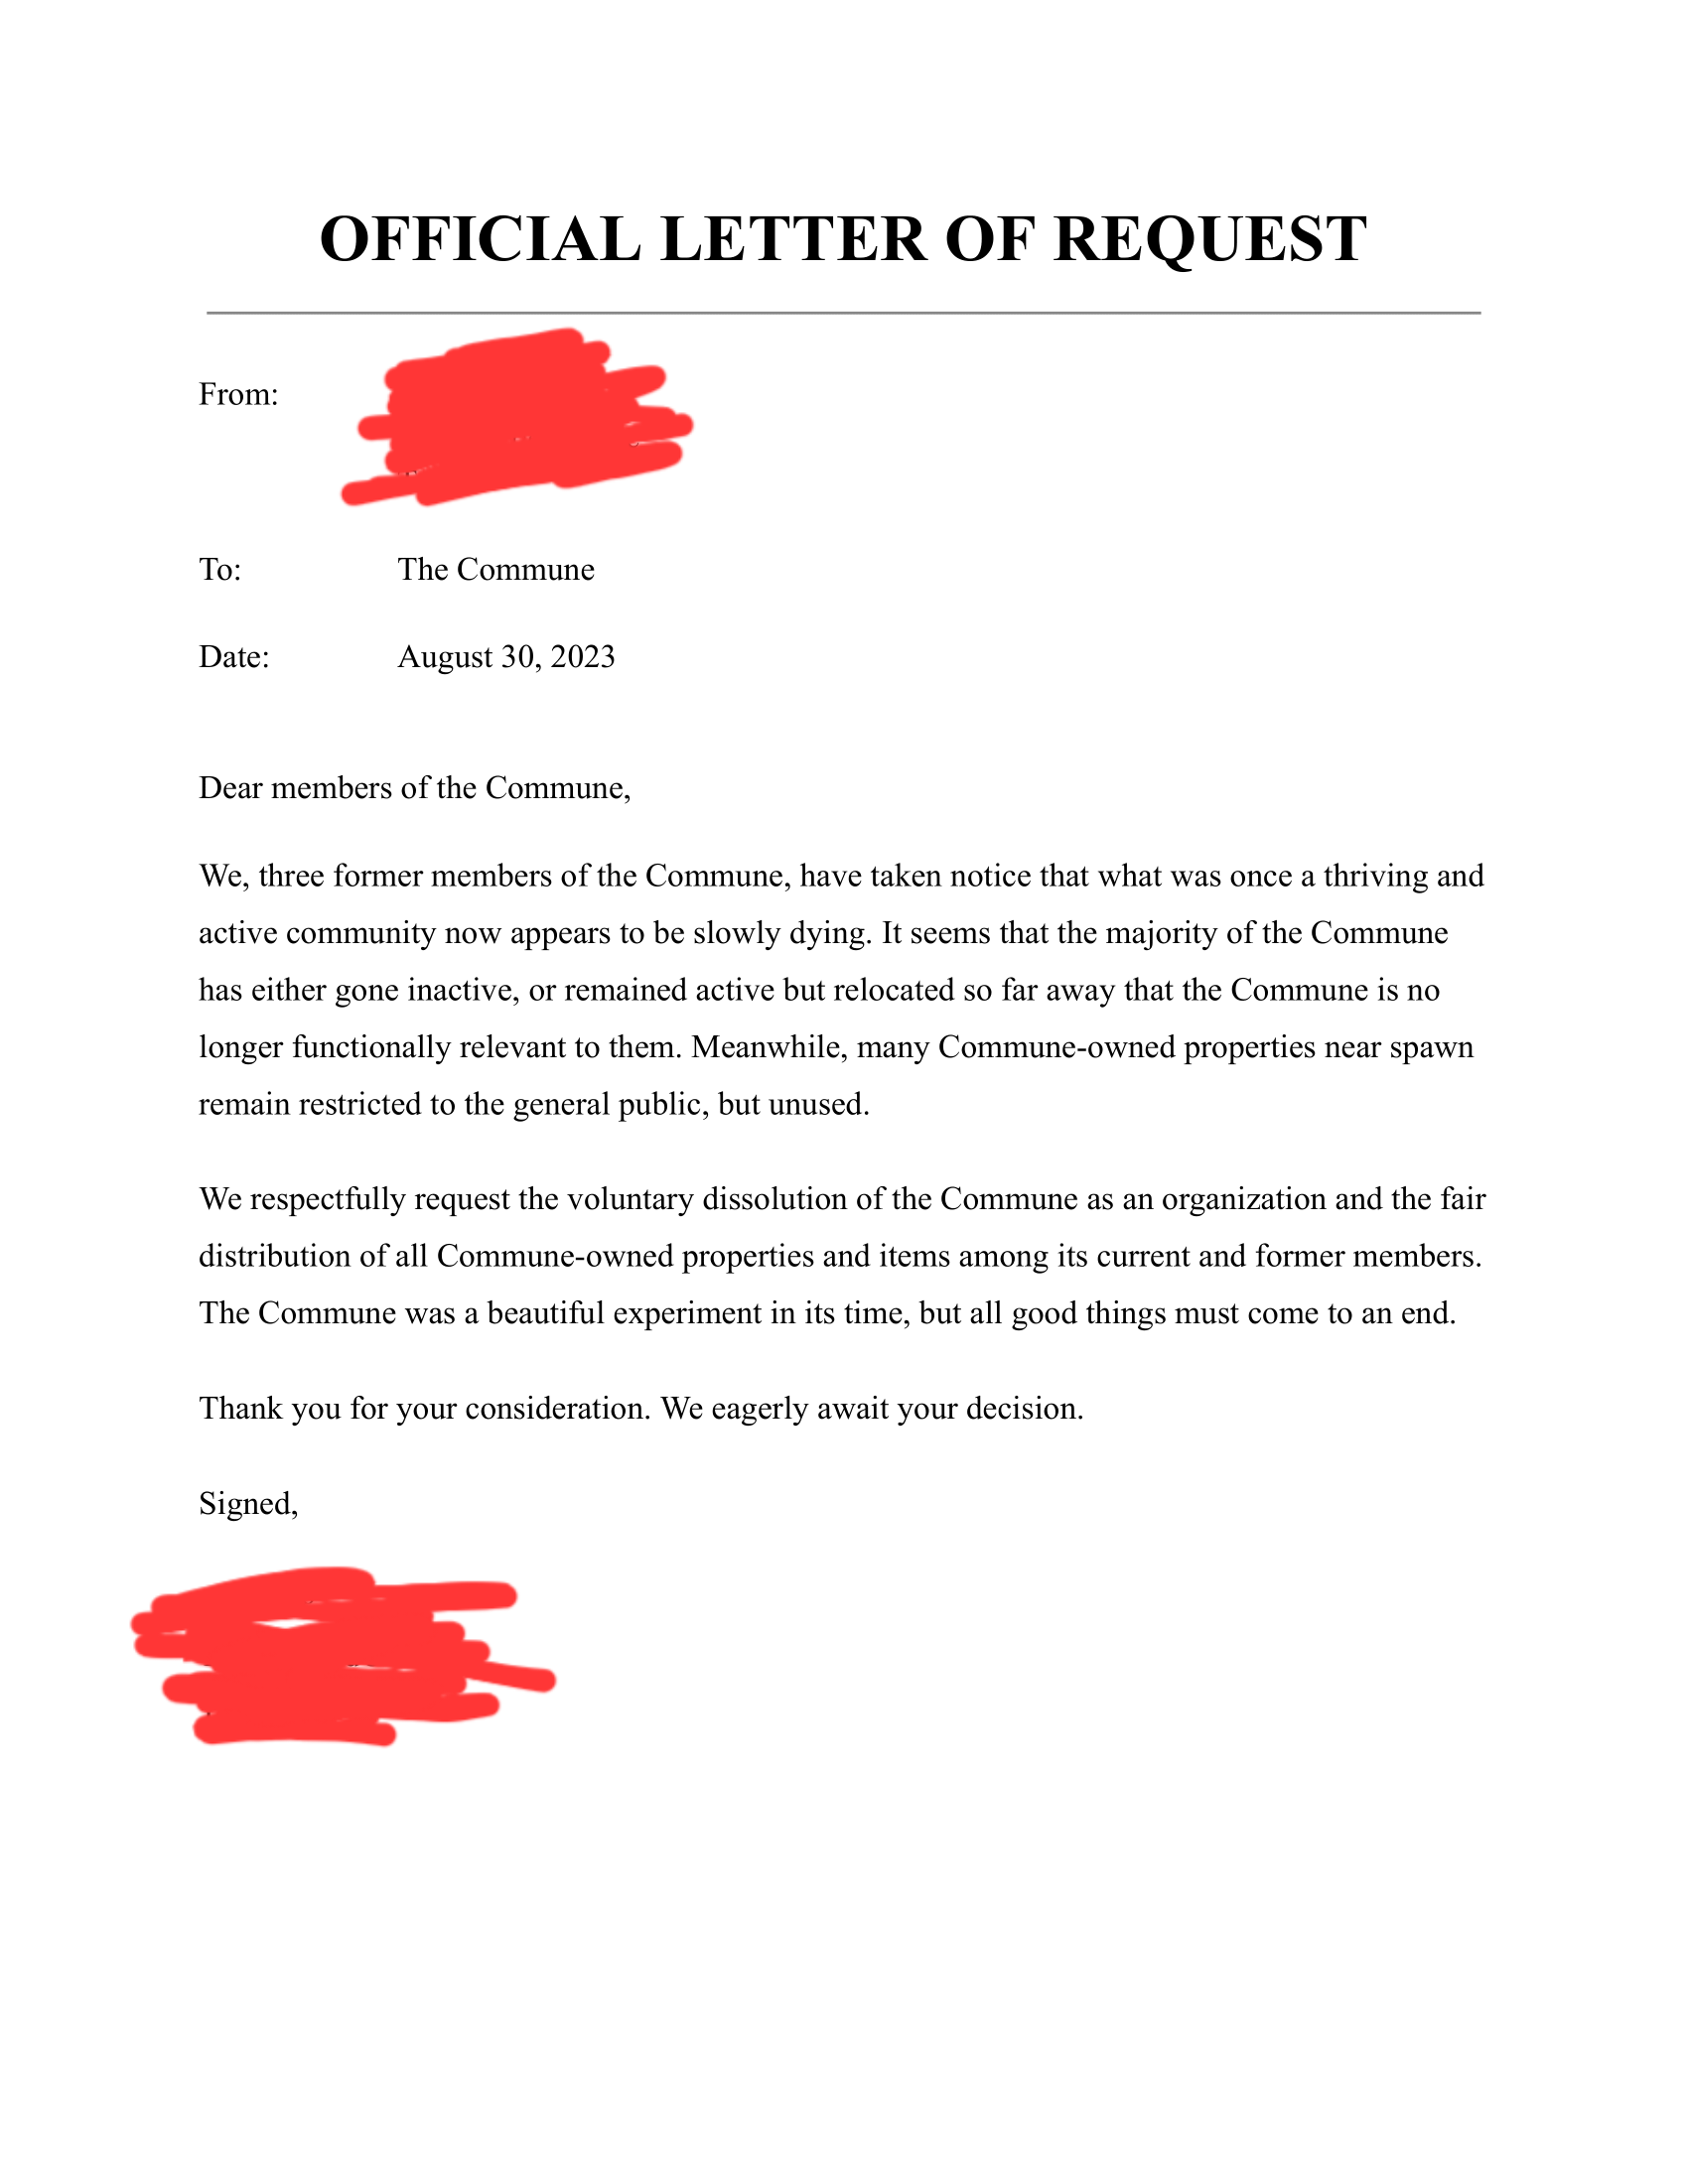 OFFICIAL LETTER OF REQUEST
From:
To: The Commune
Date: August 30, 2023
Dear members of the Commune,
We, three former members of the Commune, have taken notice that what was once a thriving and
active community now appears to be slowly dying. It seems that the majority of the Commune
has either gone inactive, or remained active but relocated so far away that the Commune is no
longer functionally relevant to them. Meanwhile, many Commune-owned properties near spawn
remain restricted to the general public, but unused.
We respectfully request the voluntary dissolution of the Commune as an organization and the fair
distribution of all Commune-owned properties and items among its current and former members.
The Commune was a beautiful experiment in its time, but all good things must come to an end.
Thank you for your consideration. We eagerly await your decision.
Signed,